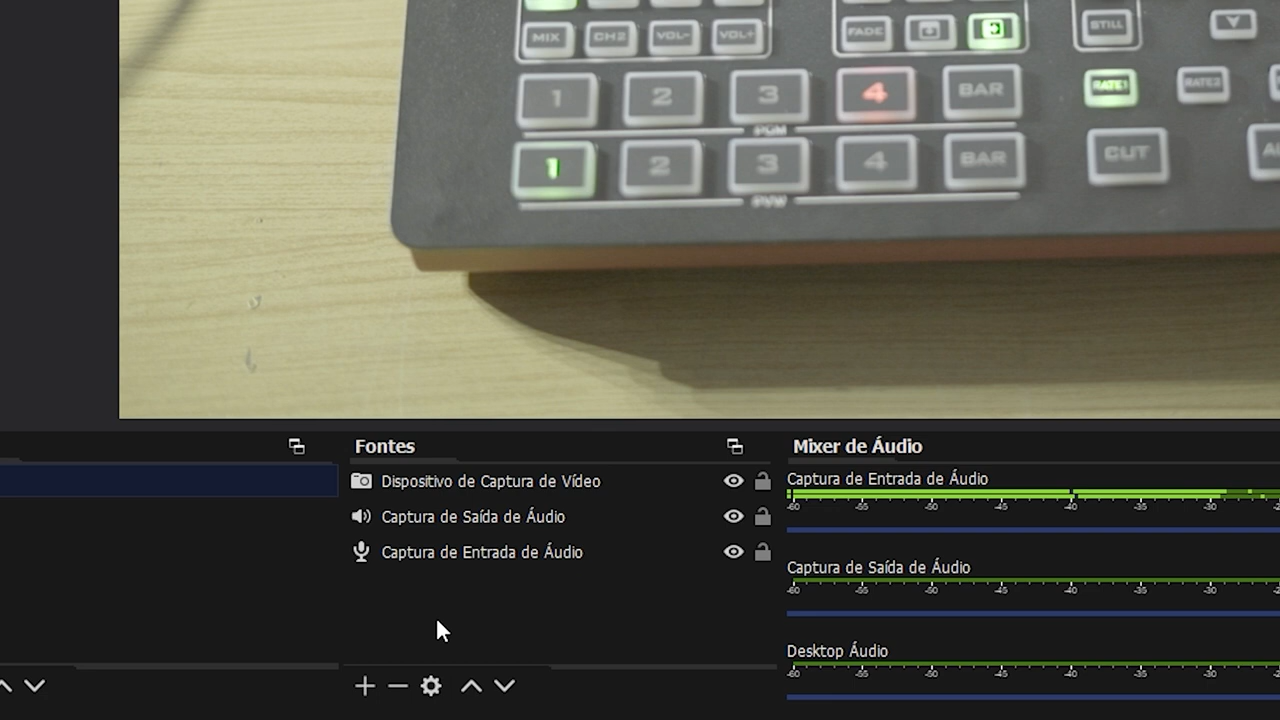 MIX CH2 VOL- VOL+ FADE STILL
1 2 3 4 BAR RATE1 RATE2
PGM
1 2 3 4 BAR CUT
PVW
Fontes
Dispositivo de Captura de Vídeo
Captura de Saída de Áudio
Captura de Entrada de Áudio
Mixer de Áudio
Captura de Entrada de Áudio
-60 -55 -50 -45 -40 -35 -30
Captura de Saída de Áudio
-60 -55 -50 -45 -40 -35 -30
Desktop Áudio
-60 -55 -50 -45 -40 -35 -30